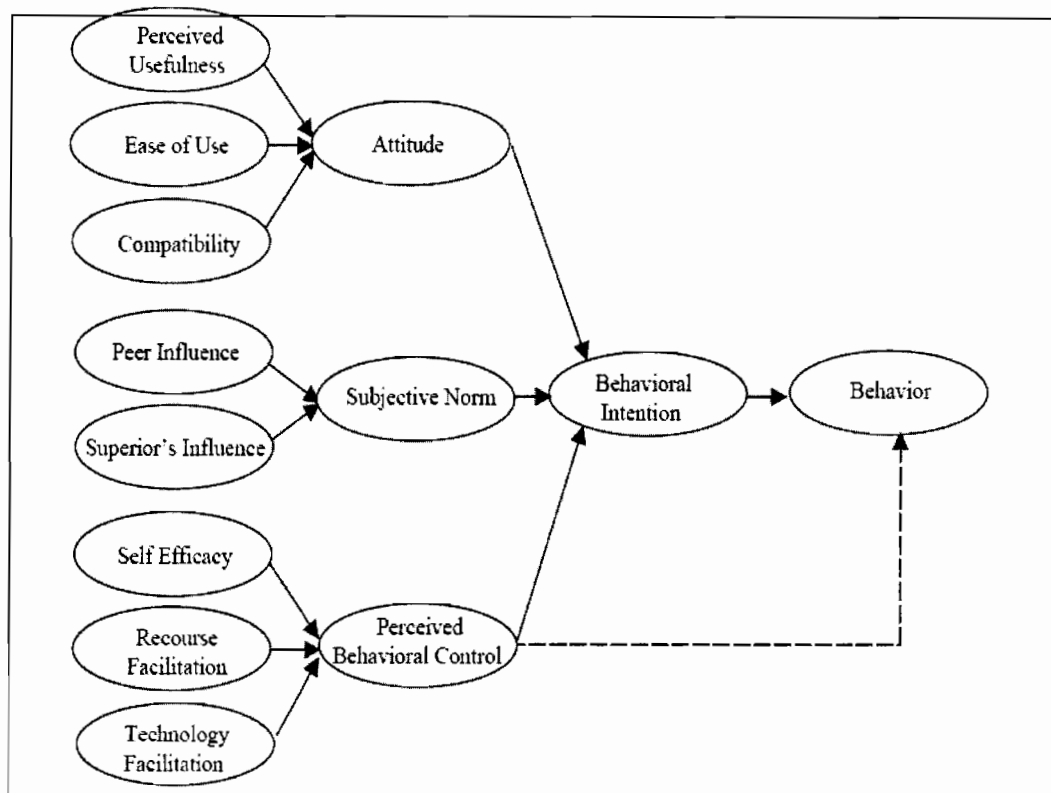 Perceived
Usefulness
Ease of Use
Attitude
Compatibility
Peer Influence
Subjective Norm
Behavioral
Intention
Behavior
Superior's Influence
Self Efficacy
Recourse
Facilitation
Perceived
Behavioral Control
Technology
Facilitation